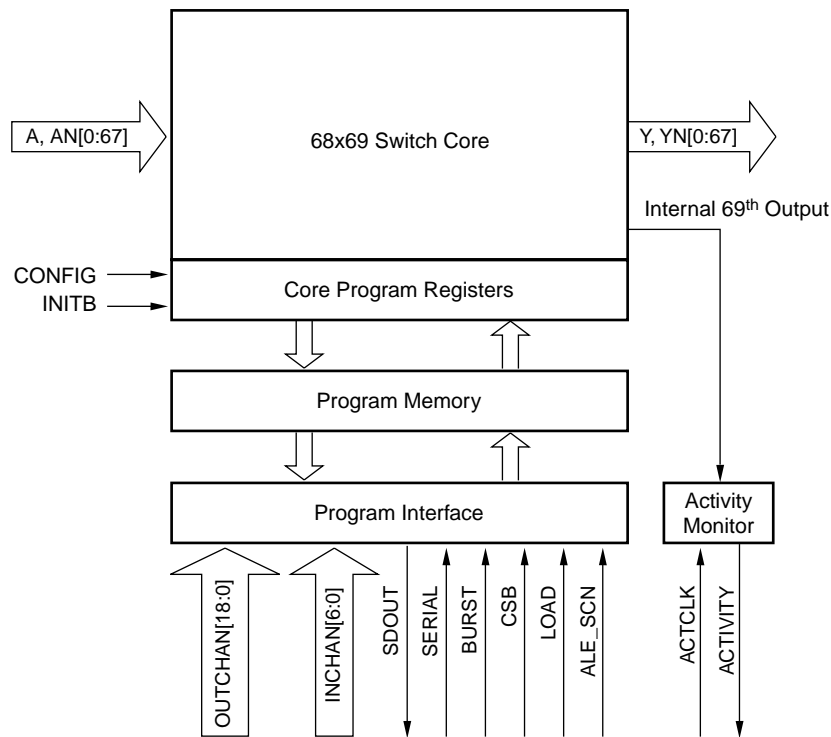 68x69 Switch Core
A, AN[0:67]
Y, YN[0:67]
Internal 69th Output
CONFIG
INITB
Core Program Registers
Program Memory
Program Interface
Activity
Monitor
OUTCHAN[18:0]
INCHAN[6:0]
SDOUT
SERIAL
BURST
CSB
LOAD
ALE_SCN
ACTCLK
ACTIVITY